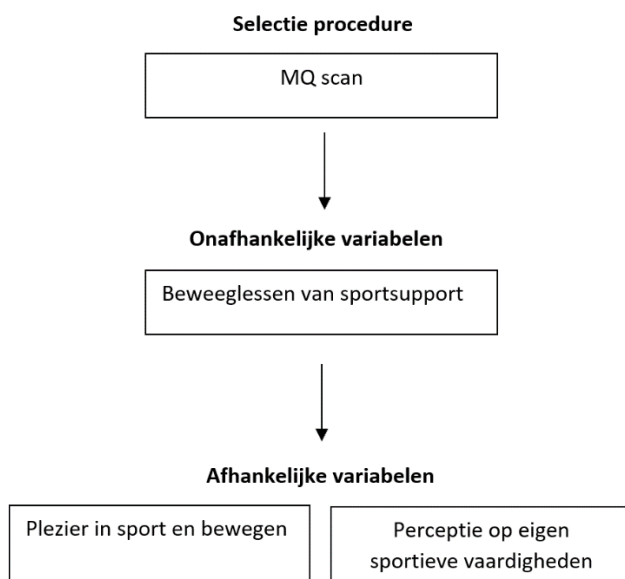 Selectie procedure
MQ scan
Onafhankelijke variabelen
Beweeglessen van sportsupport
Afhankelijke variabelen
Plezier in sport en bewegen
Perceptie op eigen
sportieve vaardigheden